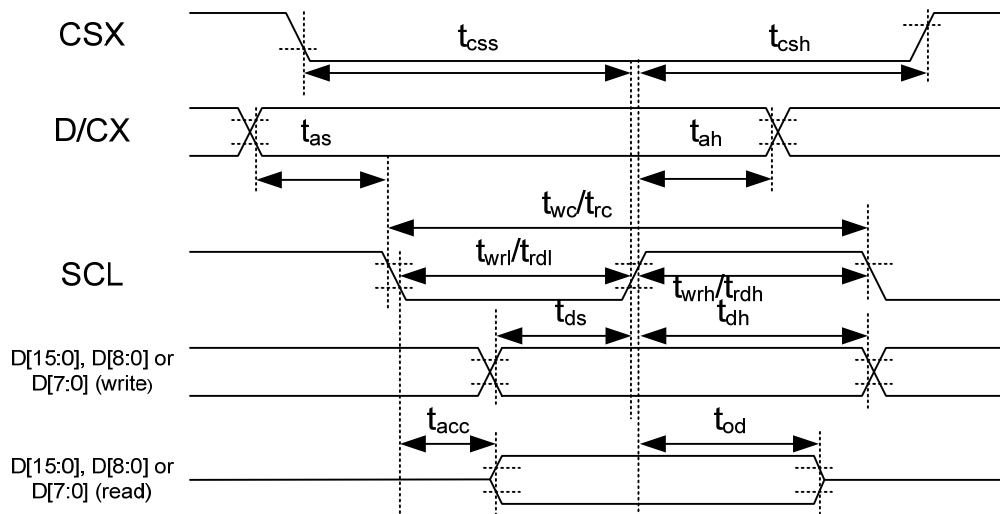 CSX
tcss
tcsh
D/CX
tas
tah
twc/trc
SCL
twrl/trdl
twrh/trdh
tds
tdh
D[15:0], D[8:0] or
D[7:0] (write)
tacc
tod
D[15:0], D[8:0] or
D[7:0] (read)